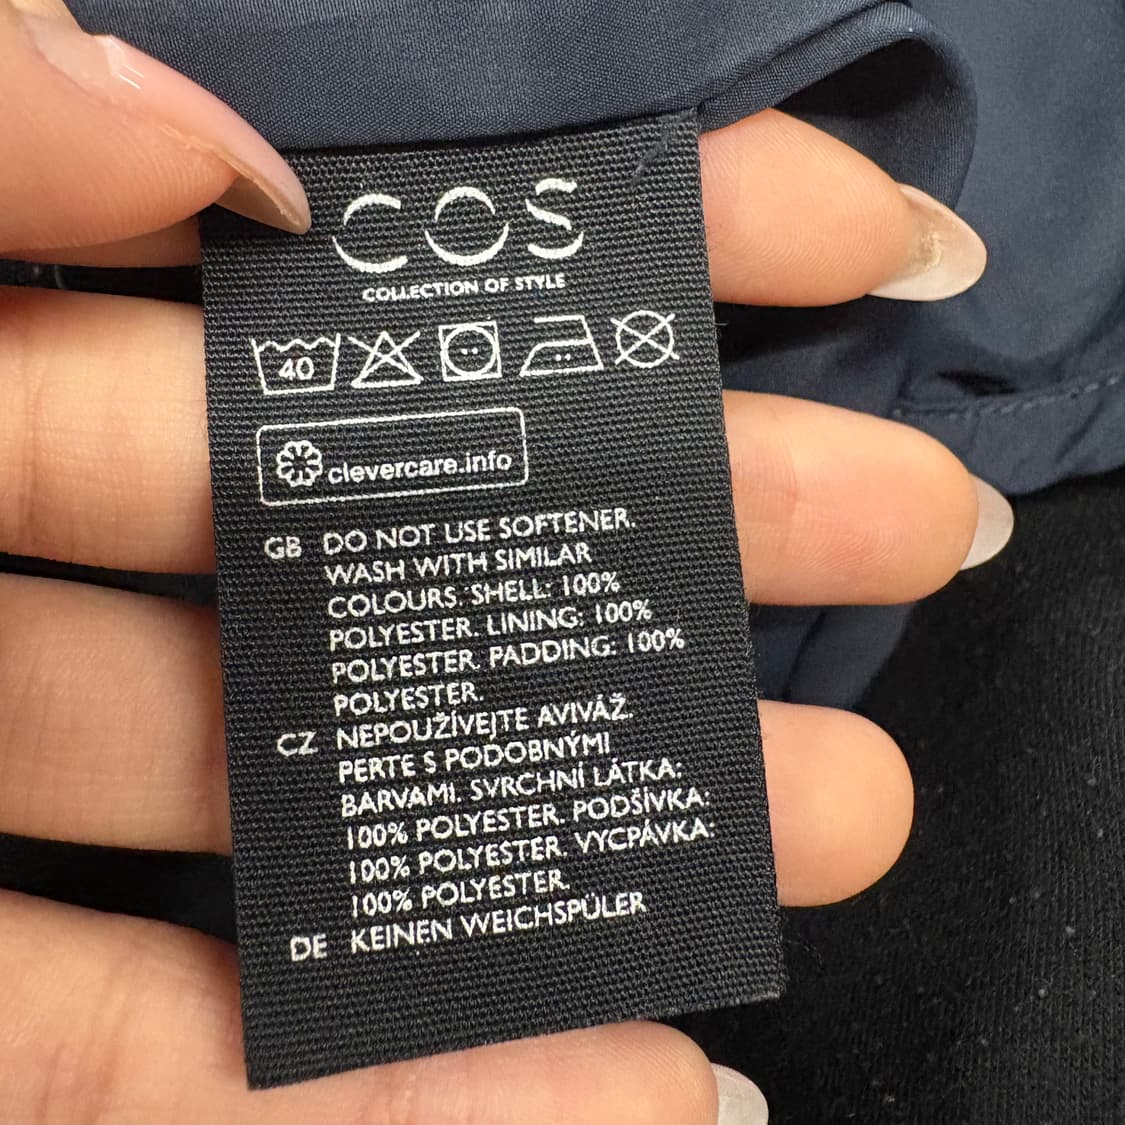 COS
COLLECTION OF STYLE
40
clevercare.info
GB DO NOT USE SOFTENER.
WASH WITH SIMILAR
COLOURS. SHELL: 100%
POLYESTER. LINING: 100%
POLYESTER. PADDING: 100%
POLYESTER.
CZ NEPOUŽÍVEJTE AVIVÁŽ.
PERTE S PODOBNÝMI
BARVAMI. SVRCHNÍ LÁTKA:
100% POLYESTER. PODŠÍVKA:
100% POLYESTER. VYCPÁVKA:
100% POLYESTER.
DE KEINEN WEICHSPÜLER